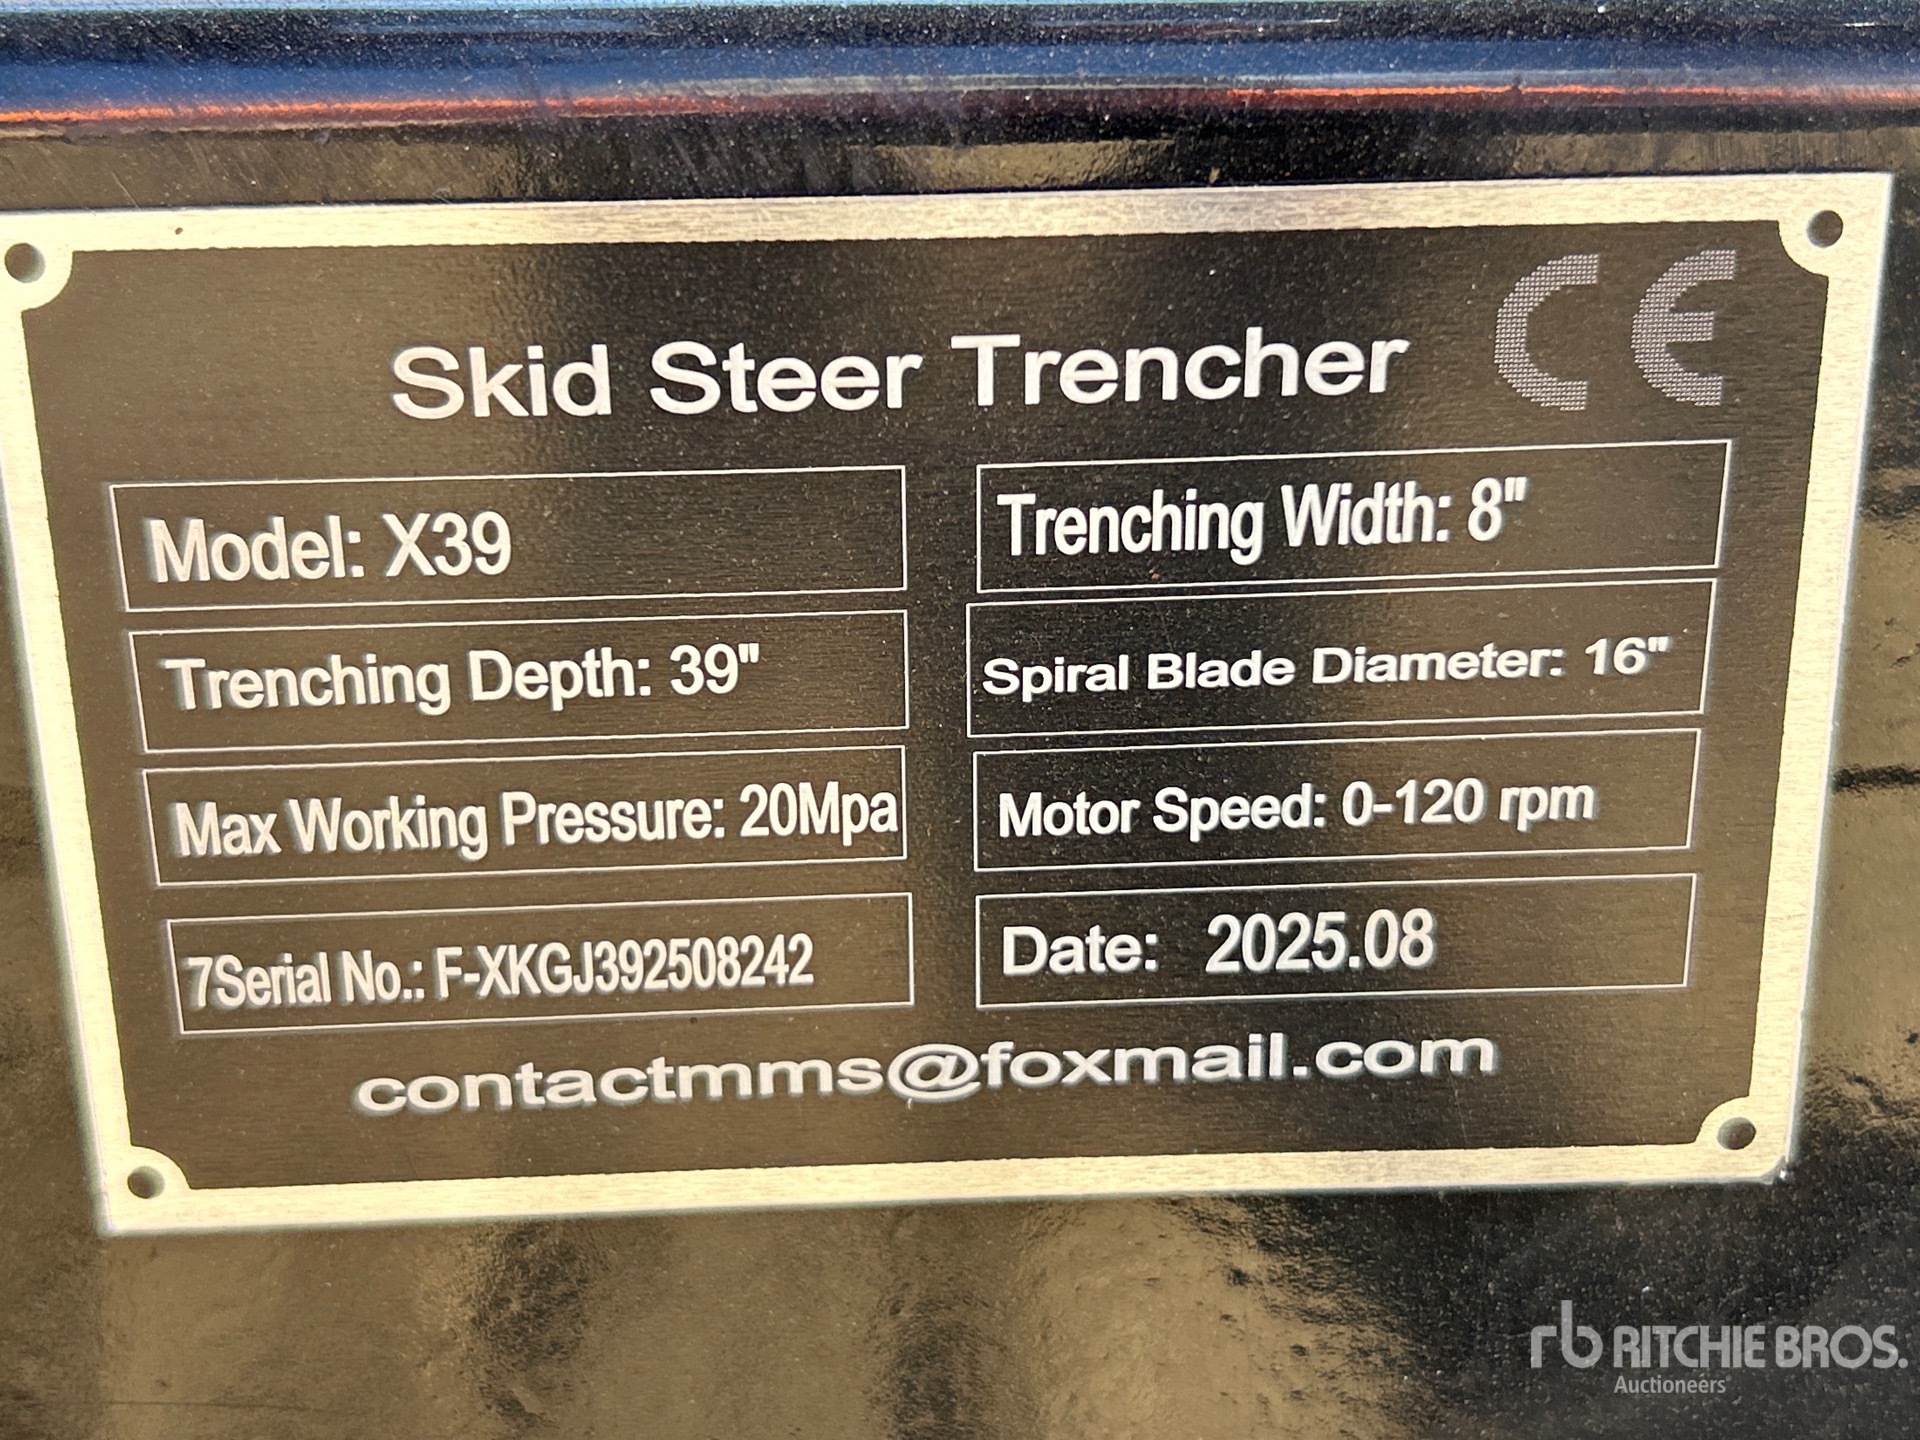 CE
Skid Steer Trencher
Model: X39
Trenching Width: 8"
Trenching Depth: 39"
Spiral Blade Diameter: 16"
Max Working Pressure: 20Mpa
Motor Speed: 0-120 rpm
7Serial No.: F-XKGJ392508242
Date: 2025.08
contactmms@foxmail.com
rb RITCHIE BROS.
Auctioneers